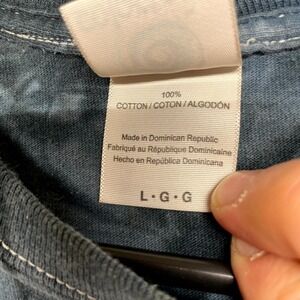 100%
COTTON / COTON / ALGODÓN
Made in Dominican Republic
Fabriqué au République Dominicaine
Hecho en República Dominicana
L • G • G